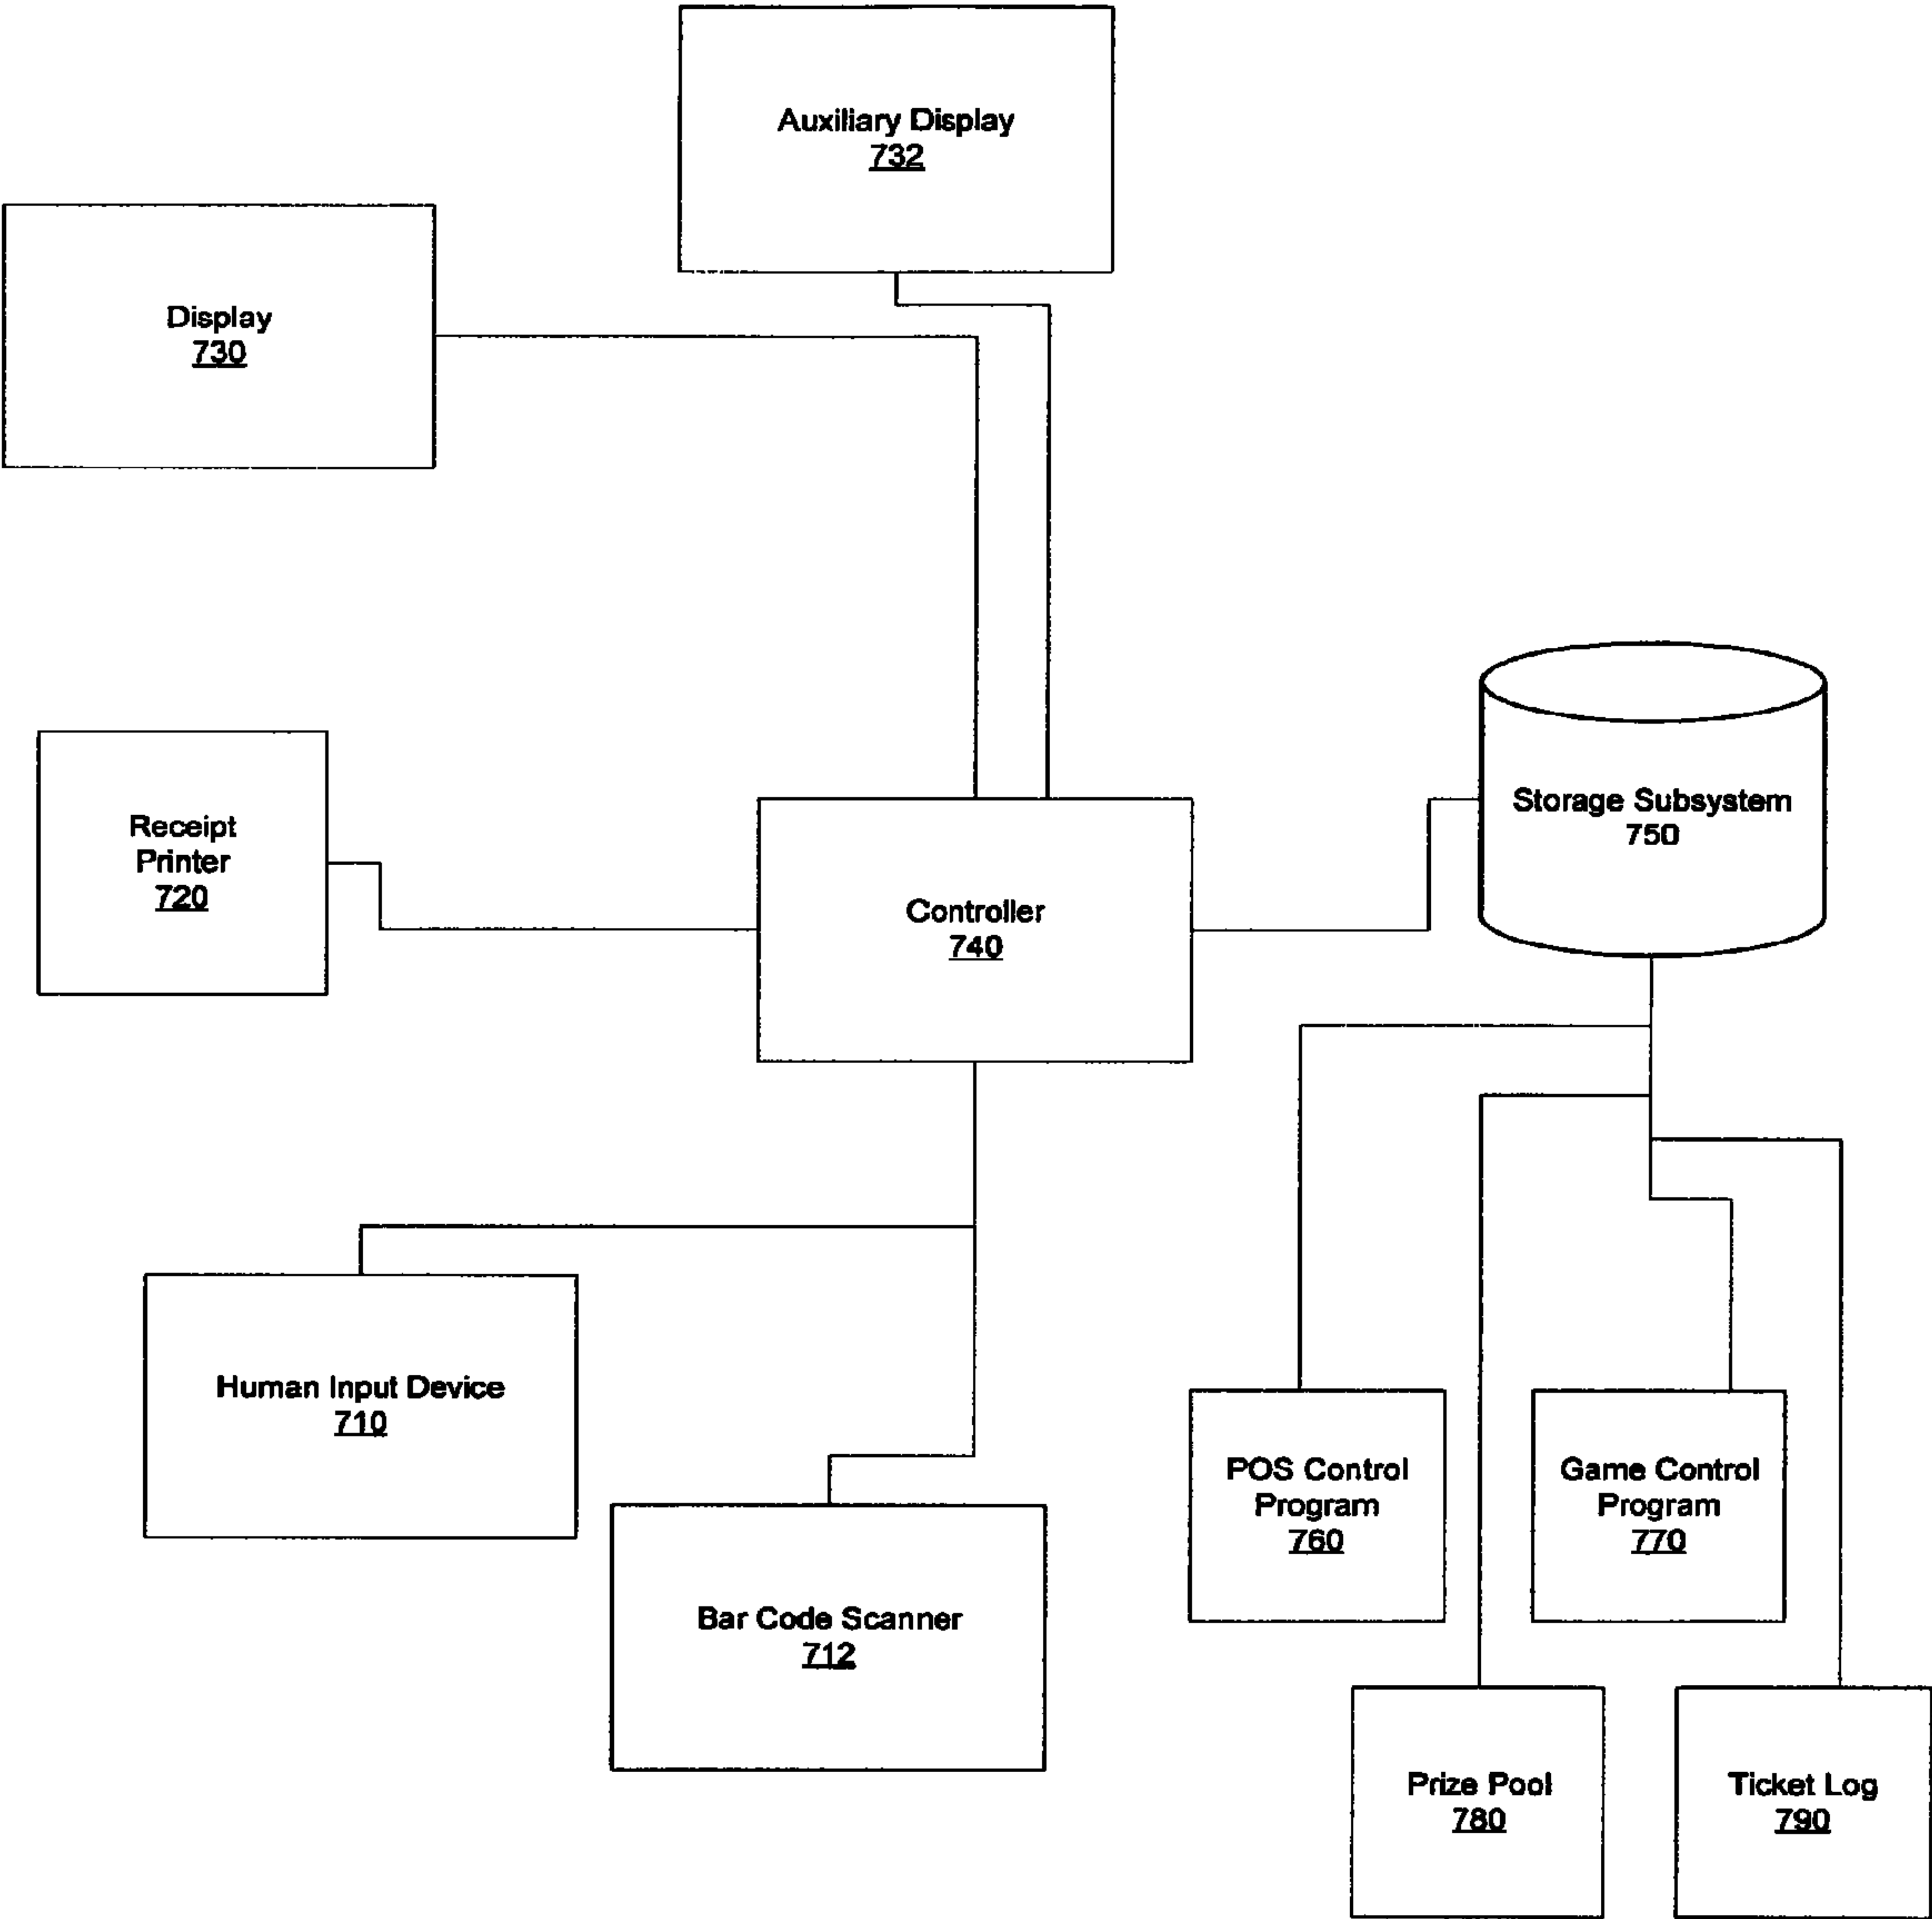 Auxiliary Display
732
Display
730
Storage Subsystem
750
Receipt
Printer
720
Controller
740
Human Input Device
710
POS Control
Program
760
Game Control
Program
770
Bar Code Scanner
712
Prize Pool
780
Ticket Log
790